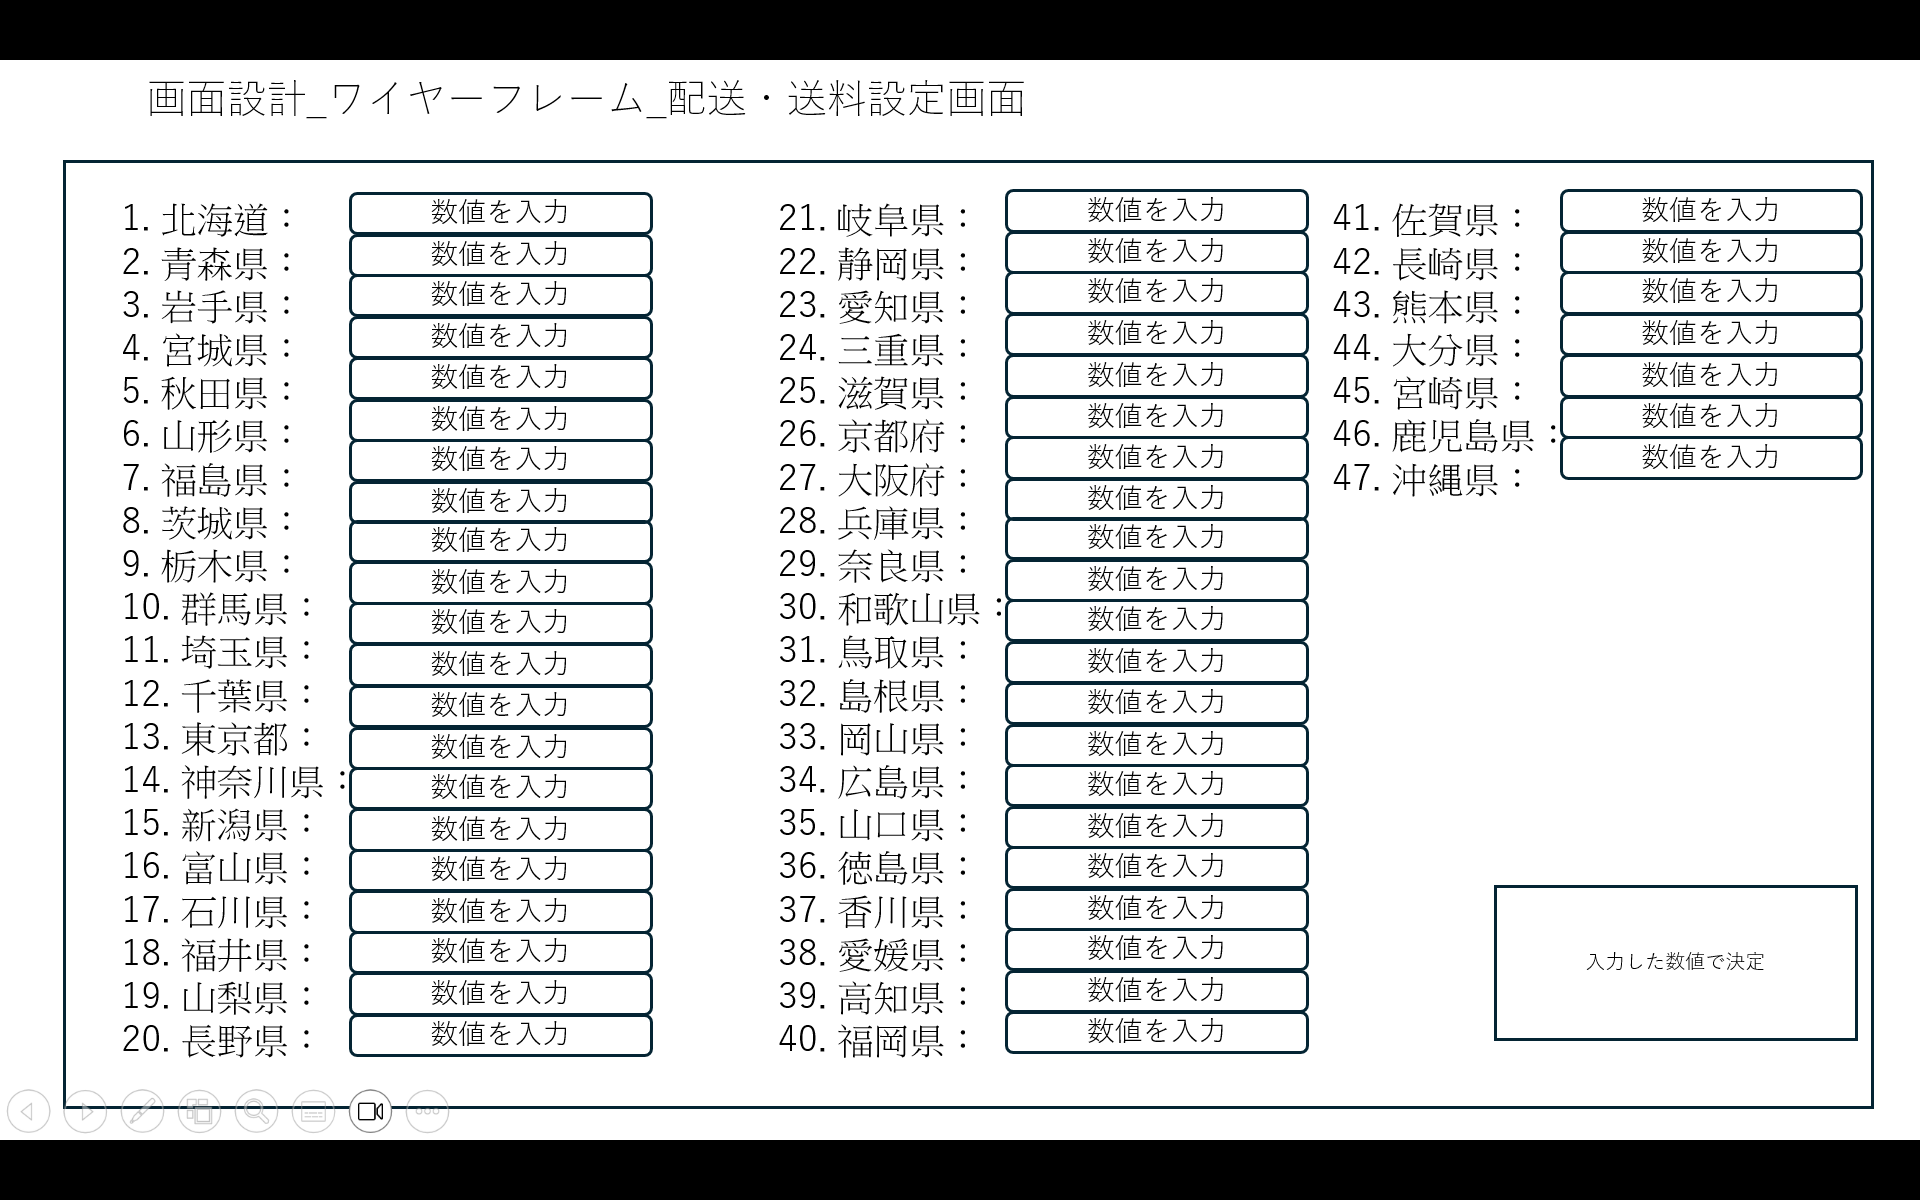 画面設計_ワイヤーフレーム_配送・送料設定画面
1. 北海道： 数値を入力
2. 青森県： 数値を入力
3. 岩手県： 数値を入力
4. 宮城県： 数値を入力
5. 秋田県： 数値を入力
6. 山形県： 数値を入力
7. 福島県： 数値を入力
8. 茨城県： 数値を入力
9. 栃木県： 数値を入力
10. 群馬県： 数値を入力
11. 埼玉県： 数値を入力
12. 千葉県： 数値を入力
13. 東京都： 数値を入力
14. 神奈川県： 数値を入力
15. 新潟県： 数値を入力
16. 富山県： 数値を入力
17. 石川県： 数値を入力
18. 福井県： 数値を入力
19. 山梨県： 数値を入力
20. 長野県： 数値を入力
数値を入力
21. 岐阜県： 数値を入力
22. 静岡県： 数値を入力
23. 愛知県： 数値を入力
24. 三重県： 数値を入力
25. 滋賀県： 数値を入力
26. 京都府： 数値を入力
27. 大阪府： 数値を入力
28. 兵庫県： 数値を入力
29. 奈良県： 数値を入力
30. 和歌山県： 数値を入力
31. 鳥取県： 数値を入力
32. 島根県： 数値を入力
33. 岡山県： 数値を入力
34. 広島県： 数値を入力
35. 山口県： 数値を入力
36. 徳島県： 数値を入力
37. 香川県： 数値を入力
38. 愛媛県： 数値を入力
39. 高知県： 数値を入力
40. 福岡県： 数値を入力
数値を入力
41. 佐賀県： 数値を入力
42. 長崎県： 数値を入力
43. 熊本県： 数値を入力
44. 大分県： 数値を入力
45. 宮崎県： 数値を入力
46. 鹿児島県： 数値を入力
47. 沖縄県： 数値を入力
入力した数値で決定